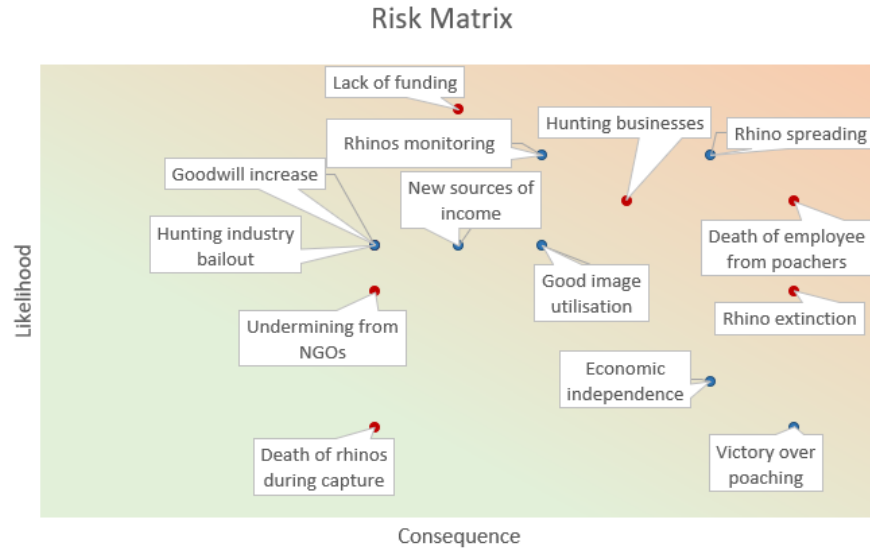 Risk Matrix
Lack of funding
Hunting businesses
Rhino spreading
Rhinos monitoring
Goodwill increase
New sources of
income
Hunting industry
bailout
Death of employee
from poachers
Good image
utilisation
Likelihood
Undermining from
NGOs
Rhino extinction
Economic
independence
Death of rhinos
during capture
Victory over
poaching
Consequence